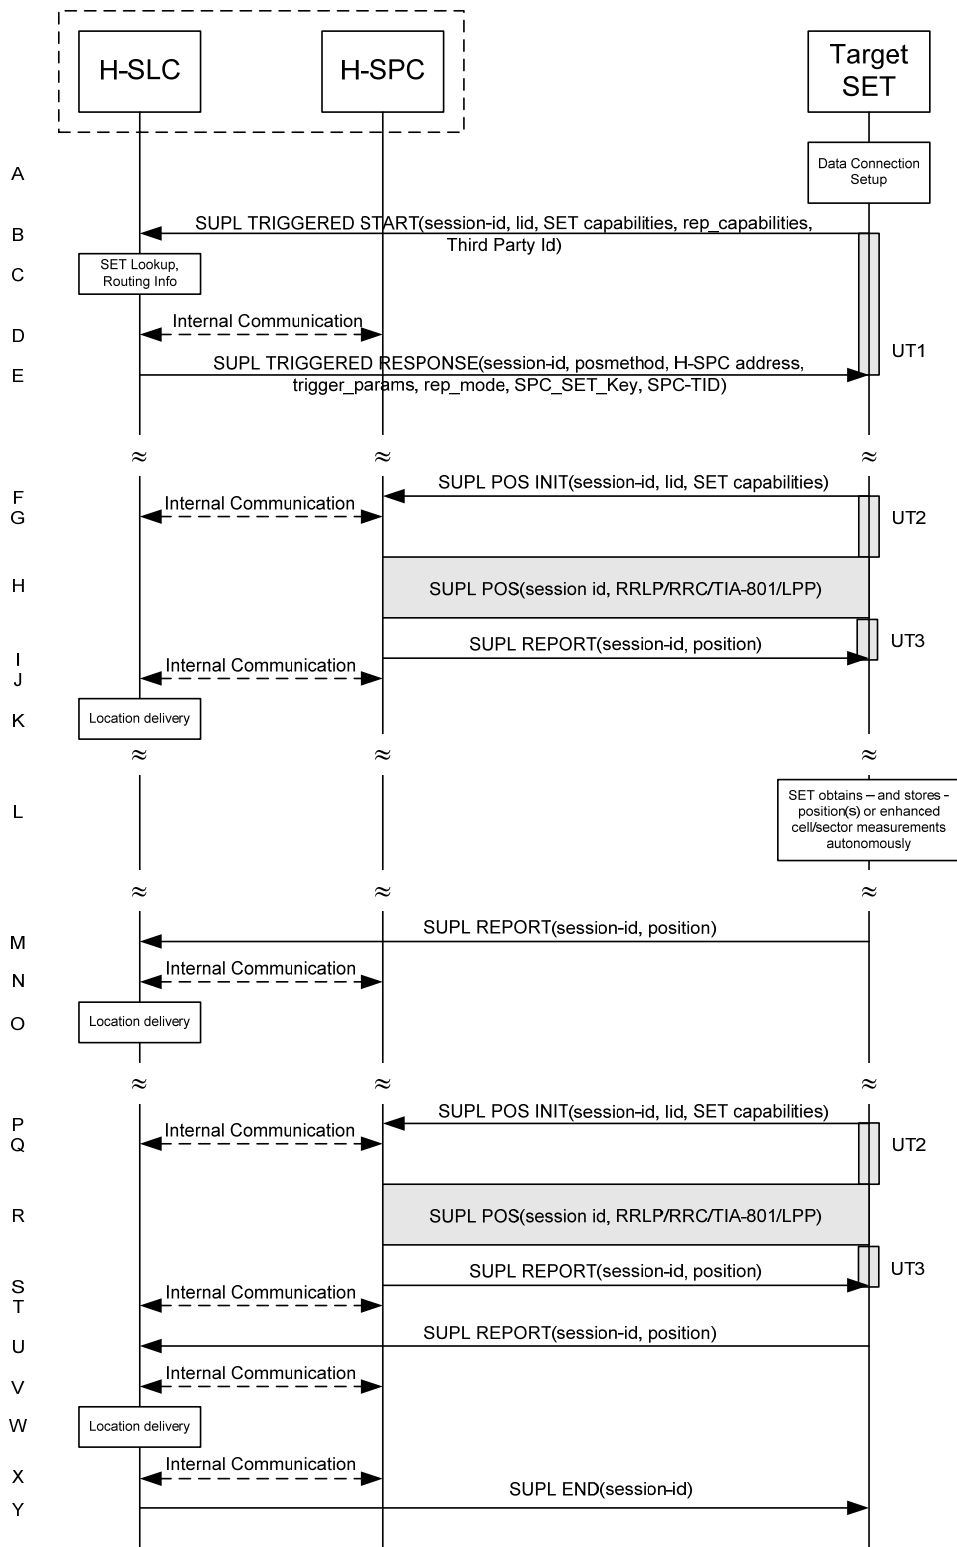 H-SLC
H-SPC
Target
SET
A
Data Connection
Setup
B
SUPL TRIGGERED START(session-id, lid, SET capabilities, rep_capabilities,
Third Party Id)
C
SET Lookup,
Routing Info
D
Internal Communication
UT1
E
SUPL TRIGGERED RESPONSE(session-id, posmethod, H-SPC address,
trigger_params, rep_mode, SPC_SET_Key, SPC-TID)
≈ ≈ ≈
F
SUPL POS INIT(session-id, lid, SET capabilities)
G
Internal Communication
UT2
H
SUPL POS(session id, RRLP/RRC/TIA-801/LPP)
I
SUPL REPORT(session-id, position)
UT3
J
Internal Communication
K
Location delivery
≈ ≈ ≈
L
SET obtains – and stores -
position(s) or enhanced
cell/sector measurements
autonomously
≈ ≈ ≈
M
SUPL REPORT(session-id, position)
N
Internal Communication
O
Location delivery
≈ ≈ ≈
P
SUPL POS INIT(session-id, lid, SET capabilities)
Q
Internal Communication
UT2
R
SUPL POS(session id, RRLP/RRC/TIA-801/LPP)
S
SUPL REPORT(session-id, position)
UT3
T
Internal Communication
U
SUPL REPORT(session-id, position)
V
Internal Communication
W
Location delivery
X
Internal Communication
Y
SUPL END(session-id)